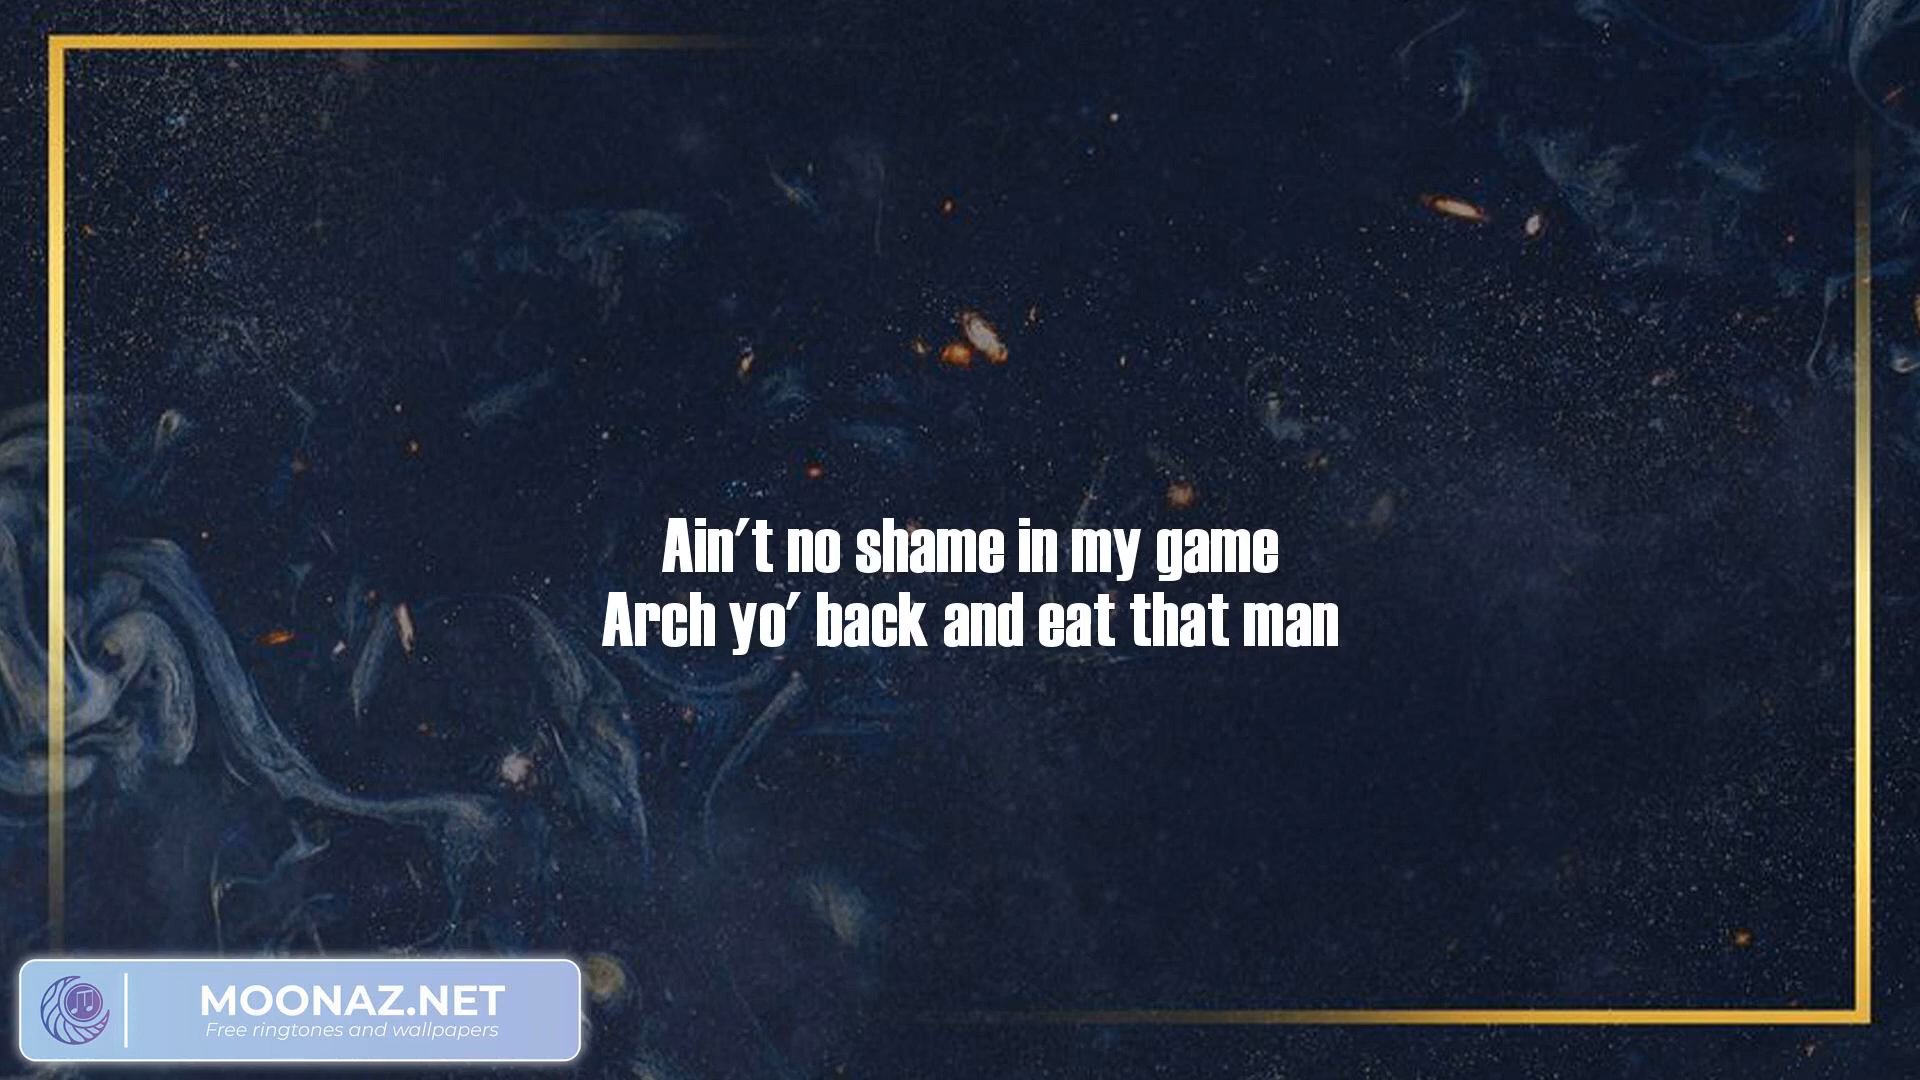 Ain't no shame in my game
Arch yo' back and eat that man
MOONAZ.NET
Free ringtones and wallpapers